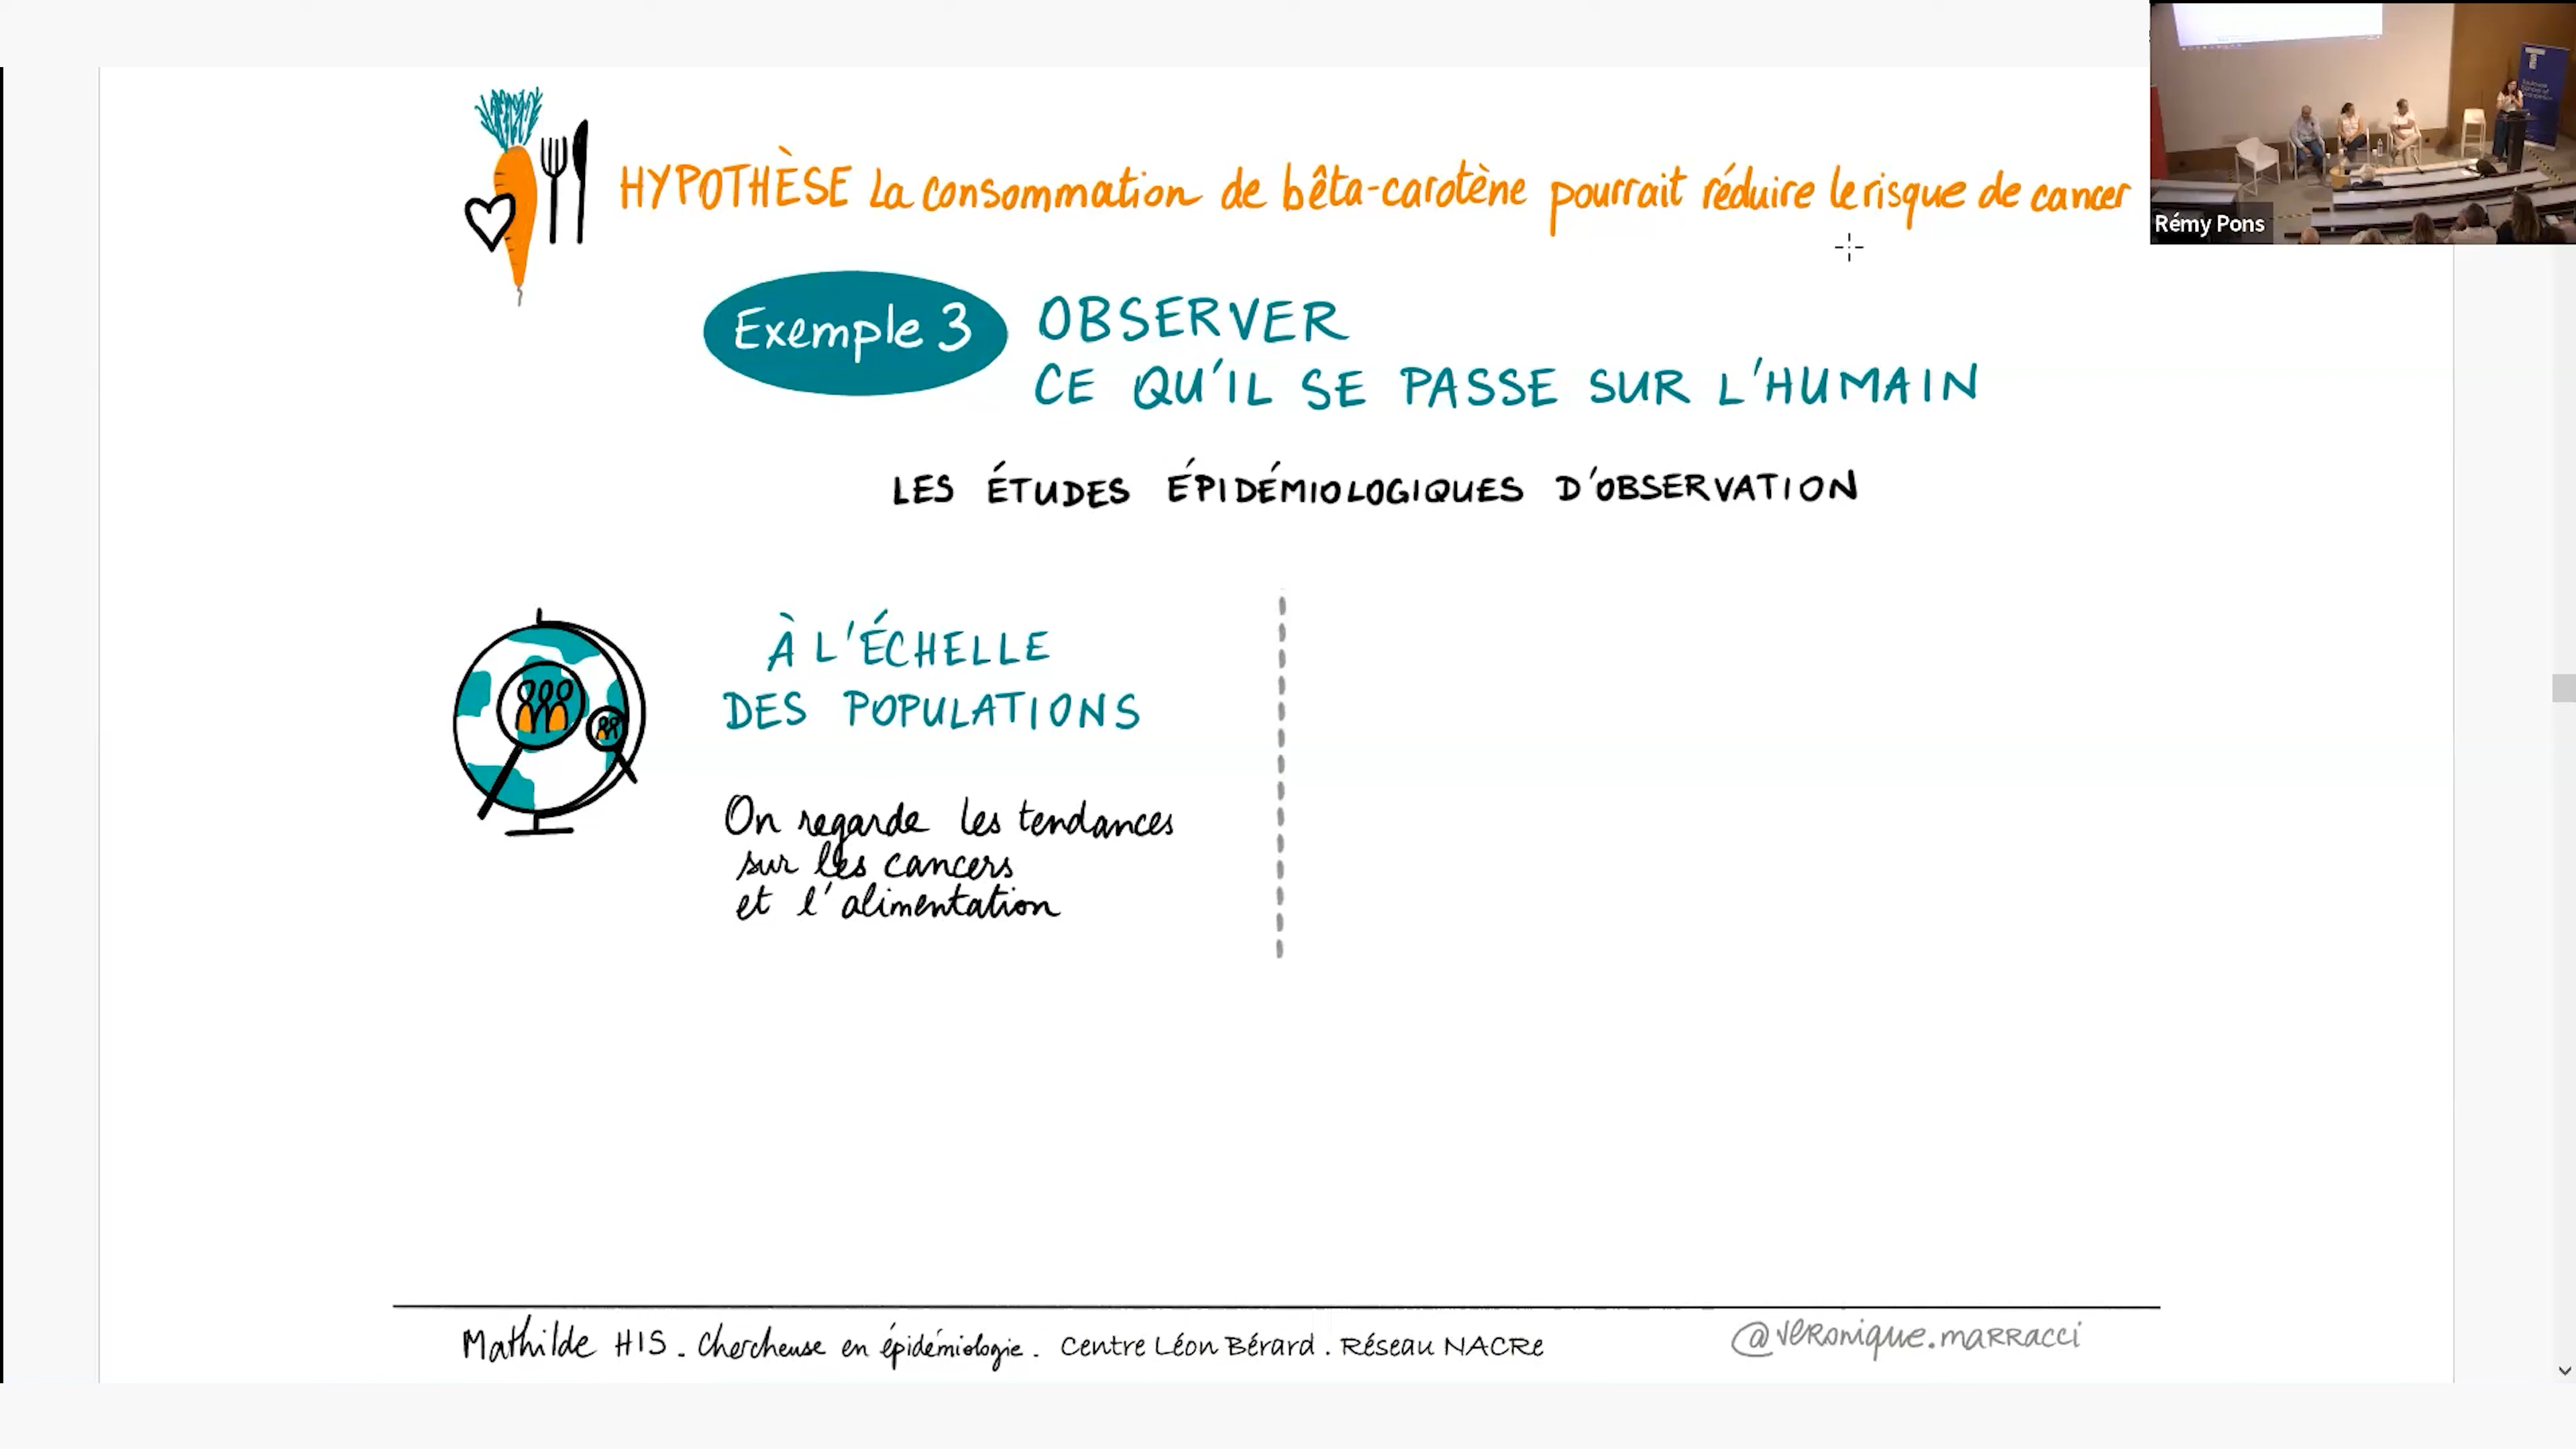 HYPOTHÈSE La consommation de bêta-carotène pourrait réduire le risque de cancer
Rémy Pons
Exemple 3
OBSERVER
CE QU'IL SE PASSE SUR L'HUMAIN
LES ÉTUDES ÉPIDÉMIOLOGIQUES D'OBSERVATION
À L'ÉCHELLE
DES POPULATIONS
On regarde les tendances
sur les cancers
et l'alimentation
Mathilde HIS. Chercheuse en épidémiologie. Centre Léon Bérard. Réseau NACRe
@veronique.marracci